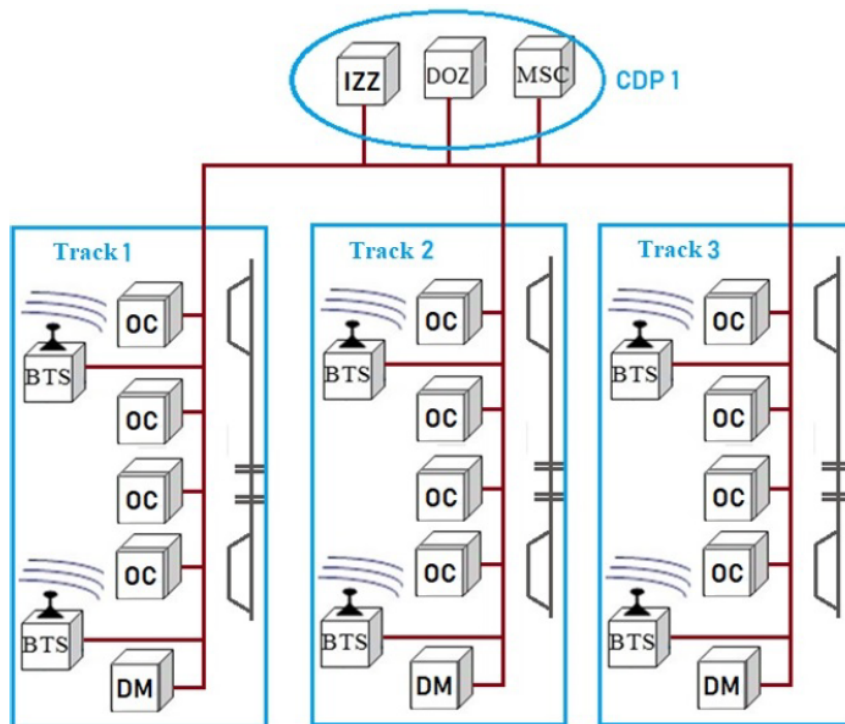 IZZ DOZ MSC CDP 1
Track 1 Track 2 Track 3
OC OC OC
BTS BTS BTS
OC OC OC
OC OC OC
OC OC OC
BTS BTS BTS
DM DM DM